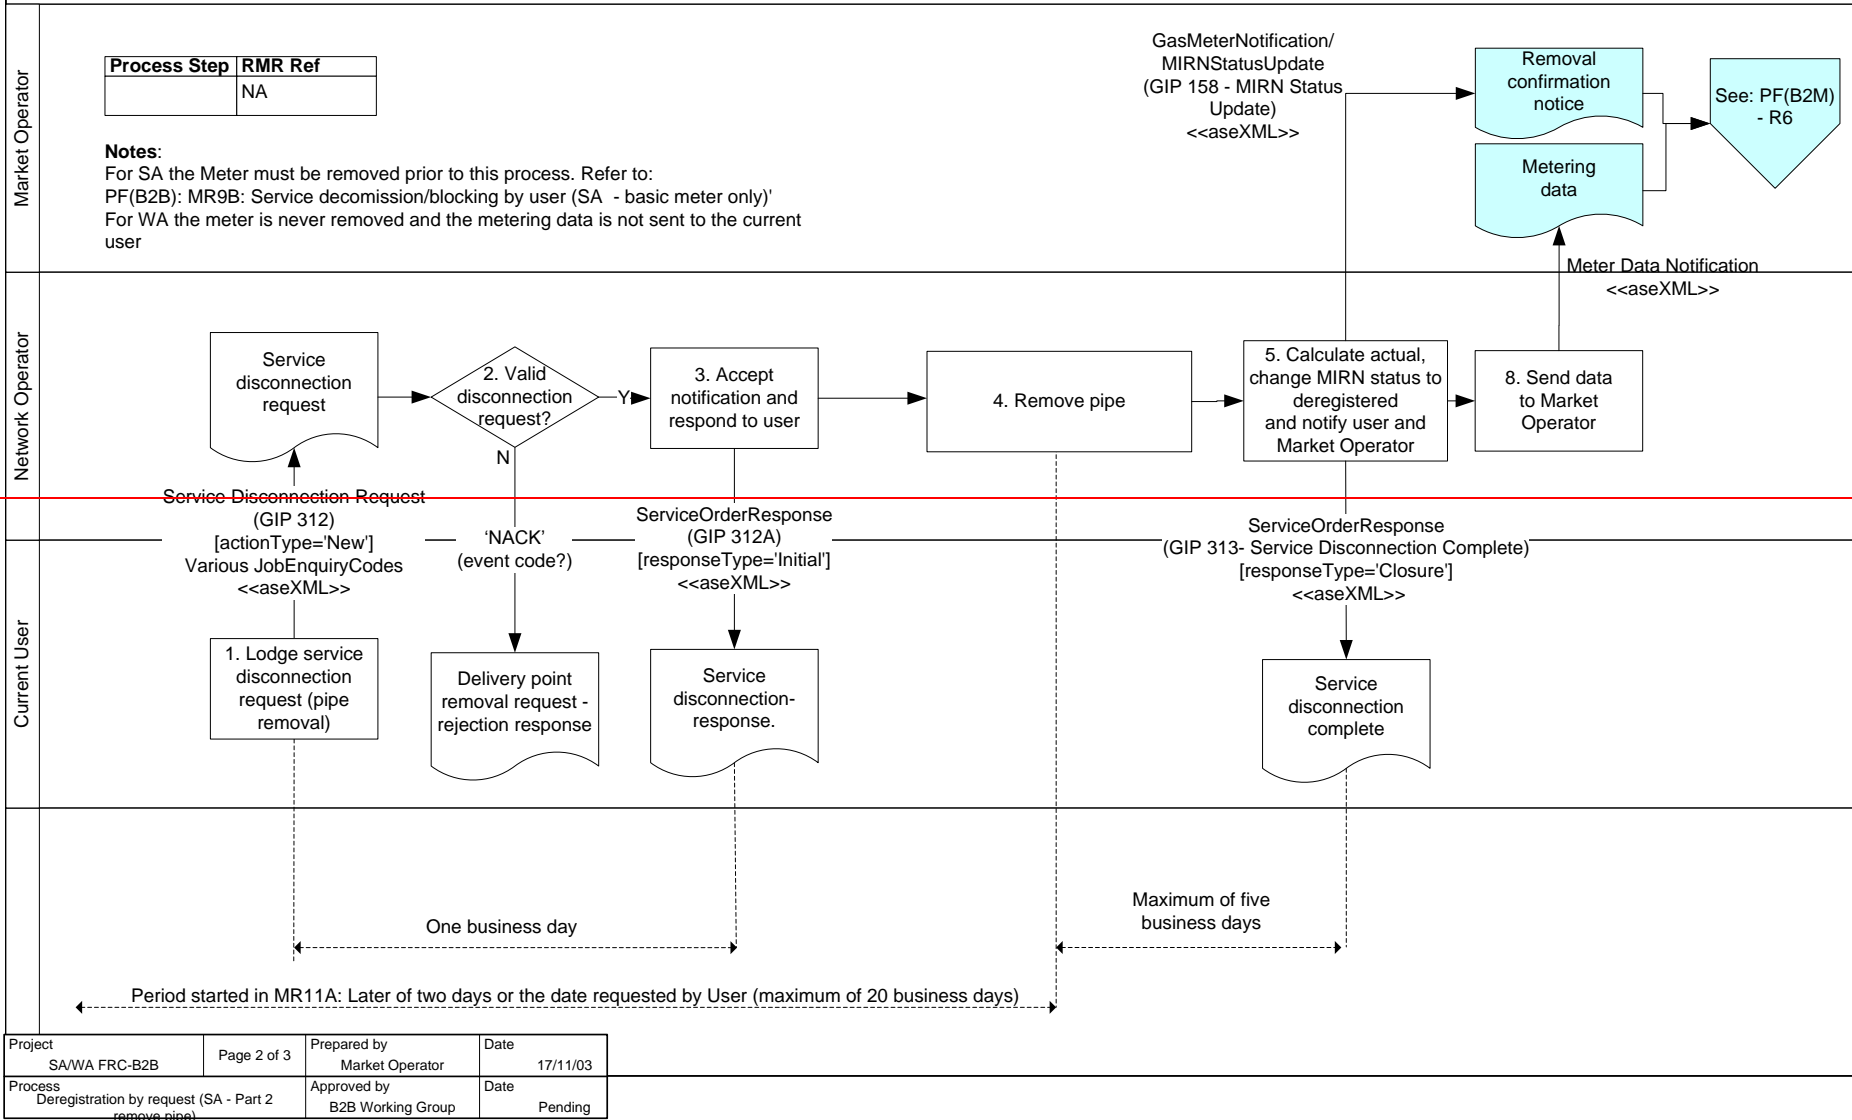 Market Operator
Process Step RMR Ref
NA
Notes:
For SA the Meter must be removed prior to this process. Refer to:
PF(B2B): MR9B: Service decomission/blocking by user (SA - basic meter only)'
For WA the meter is never removed and the metering data is not sent to the current
user
GasMeterNotification/
MIRNStatusUpdate
(GIP 158 - MIRN Status
Update)
<<aseXML>>
Removal
confirmation
notice
Metering
data
See: PF(B2M)
- R6
Meter Data Notification
<<aseXML>>
Network Operator
Service
disconnection
request
2. Valid
disconnection
request?
Y
N
3. Accept
notification and
respond to user
4. Remove pipe
5. Calculate actual,
change MIRN status to
deregistered
and notify user and
Market Operator
8. Send data
to Market
Operator
Service Disconnection Request
(GIP 312)
[actionType='New']
Various JobEnquiryCodes
<<aseXML>>
‘NACK’
(event code?)
ServiceOrderResponse
(GIP 312A)
[responseType='Initial']
<<aseXML>>
ServiceOrderResponse
(GIP 313- Service Disconnection Complete)
[responseType='Closure']
<<aseXML>>
Current User
1. Lodge service
disconnection
request (pipe
removal)
Delivery point
removal request -
rejection response
Service
disconnection-
response.
Service
disconnection
complete
One business day
Maximum of five
business days
Period started in MR11A: Later of two days or the date requested by User (maximum of 20 business days)
Project
SA/WA FRC-B2B
Page 2 of 3
Prepared by
Market Operator
Date
17/11/03
Process
Deregistration by request (SA - Part 2
remove pipe)
Approved by
B2B Working Group
Date
Pending